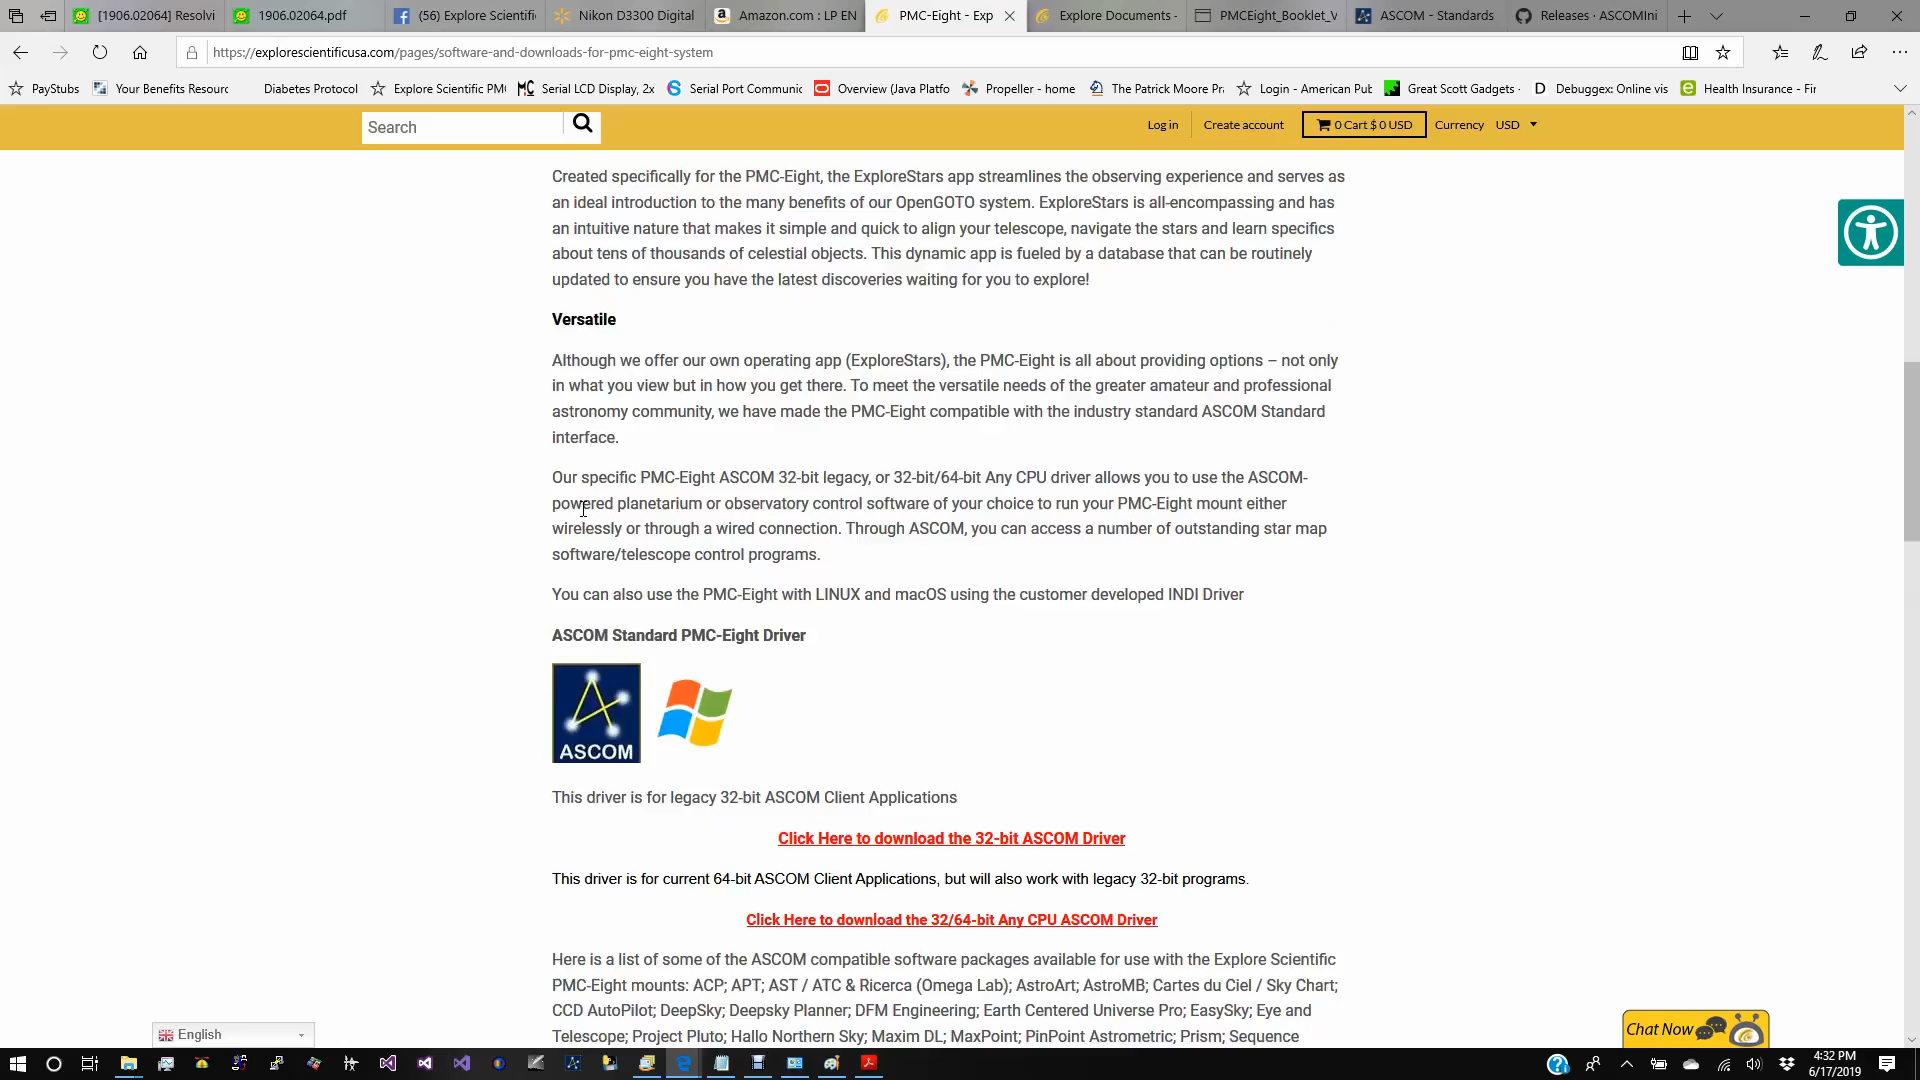 [1906.02064] Resolvi
1906.02064.pdf
(56) Explore Scientific
Nikon D3300 Digital
Amazon.com : LP EN
PMC-Eight - Exp
Explore Documents -
PMCEight_Booklet_V
ASCOM - Standards
Releases · ASCOMIni
https://explorescientificusa.com/pages/software-and-downloads-for-pmc-eight-system
PayStubs
Your Benefits Resourc
Diabetes Protocol
Explore Scientific PMC
Serial LCD Display, 2x
Serial Port Communic
Overview (Java Platfo
Propeller - home
The Patrick Moore Pr
Login - American Pub
Great Scott Gadgets -
Debuggex: Online vis
Health Insurance - Fir
Search
Log in
Create account
0 Cart $ 0 USD
Currency
USD
Created specifically for the PMC-Eight, the ExploreStars app streamlines the observing experience and serves as
an ideal introduction to the many benefits of our OpenGOTO system. ExploreStars is all-encompassing and has
an intuitive nature that makes it simple and quick to align your telescope, navigate the stars and learn specifics
about tens of thousands of celestial objects. This dynamic app is fueled by a database that can be routinely
updated to ensure you have the latest discoveries waiting for you to explore!
Versatile
Although we offer our own operating app (ExploreStars), the PMC-Eight is all about providing options – not only
in what you view but in how you get there. To meet the versatile needs of the greater amateur and professional
astronomy community, we have made the PMC-Eight compatible with the industry standard ASCOM Standard
interface.
Our specific PMC-Eight ASCOM 32-bit legacy, or 32-bit/64-bit Any CPU driver allows you to use the ASCOM-
powered planetarium or observatory control software of your choice to run your PMC-Eight mount either
wirelessly or through a wired connection. Through ASCOM, you can access a number of outstanding star map
software/telescope control programs.
You can also use the PMC-Eight with LINUX and macOS using the customer developed INDI Driver
ASCOM Standard PMC-Eight Driver
ASCOM
This driver is for legacy 32-bit ASCOM Client Applications
Click Here to download the 32-bit ASCOM Driver
This driver is for current 64-bit ASCOM Client Applications, but will also work with legacy 32-bit programs.
Click Here to download the 32/64-bit Any CPU ASCOM Driver
Here is a list of some of the ASCOM compatible software packages available for use with the Explore Scientific
PMC-Eight mounts: ACP; APT; AST / ATC & Ricerca (Omega Lab); AstroArt; AstroMB; Cartes du Ciel / Sky Chart;
CCD AutoPilot; DeepSky; Deepsky Planner; DFM Engineering; Earth Centered Universe Pro; EasySky; Eye and
Telescope; Project Pluto; Hallo Northern Sky; Maxim DL; MaxPoint; PinPoint Astrometric; Prism; Sequence
English
Chat Now
4:32 PM
6/17/2019